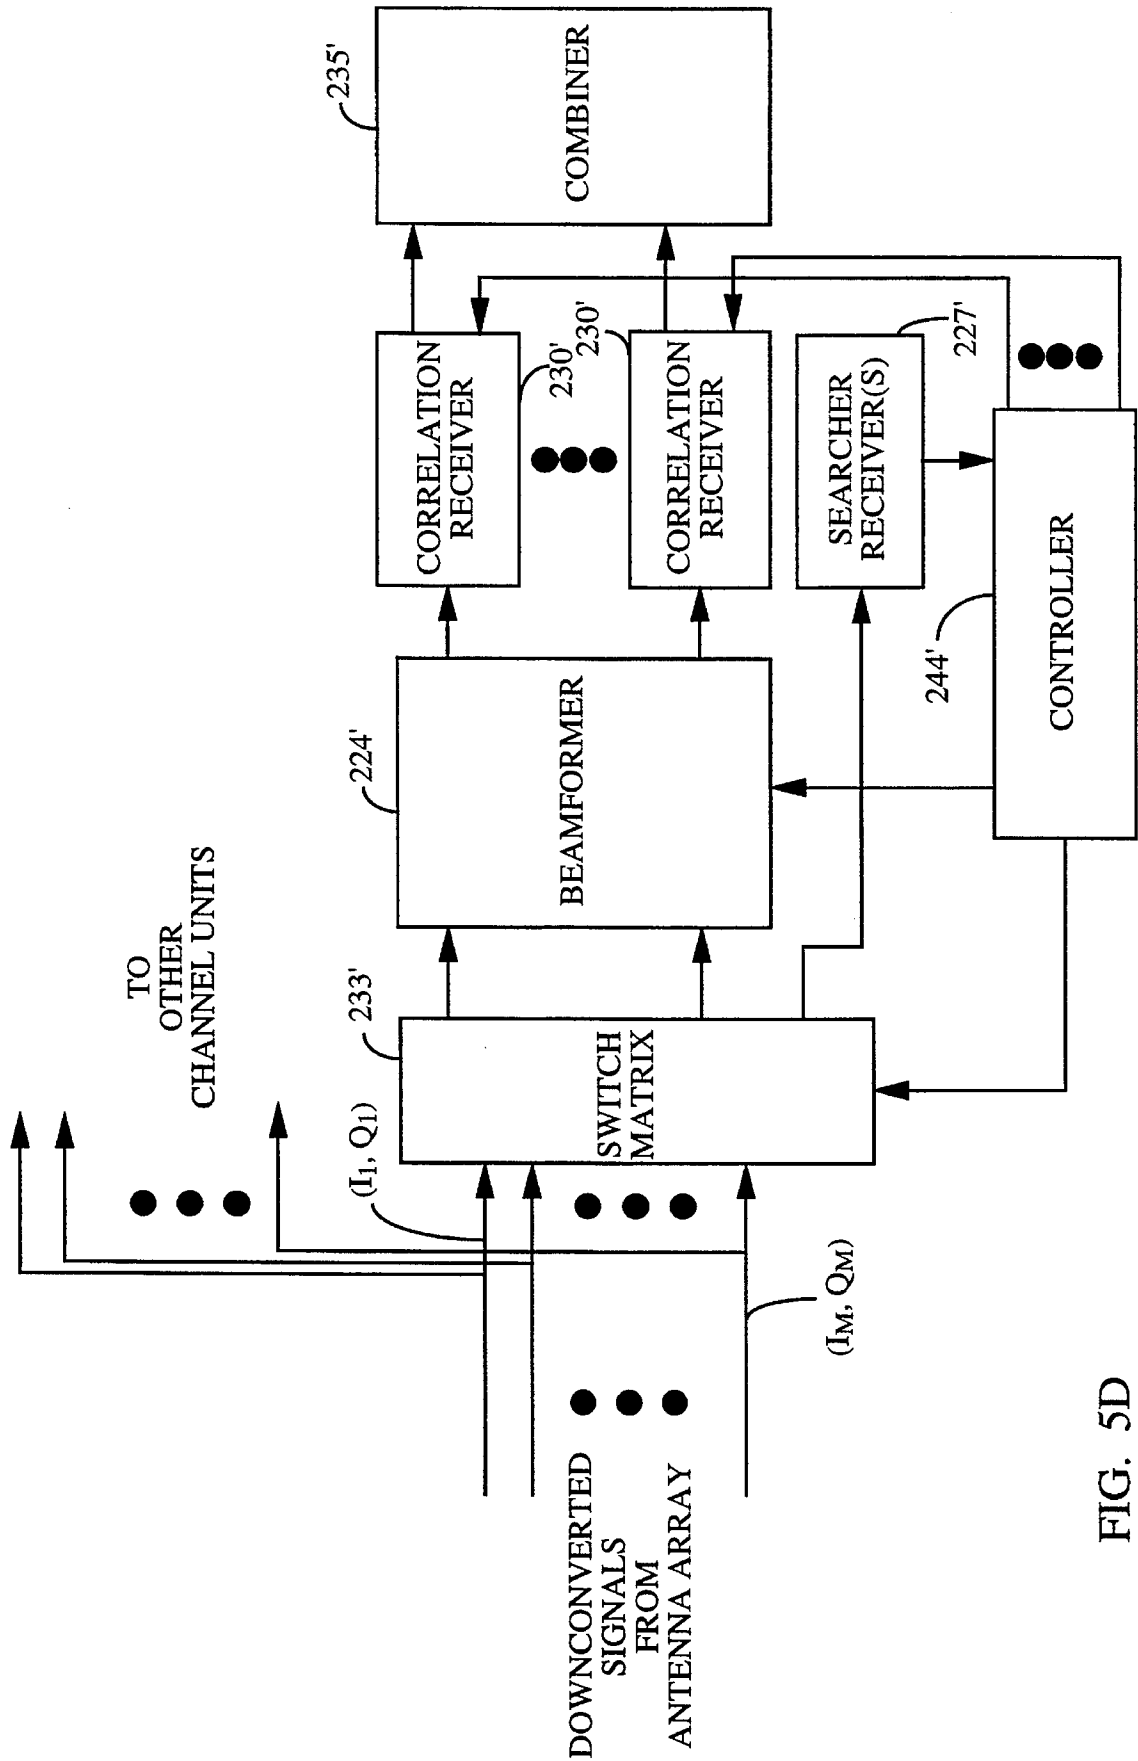 TO
OTHER
CHANNEL UNITS
DOWNCONVERTED
SIGNALS
FROM
ANTENNA ARRAY
(I1, Q1)
(IM, QM)
233'
SWITCH
MATRIX
224'
BEAMFORMER
CORRELATION
RECEIVER
230'
230'
CORRELATION
RECEIVER
235'
COMBINER
SEARCHER
RECEIVER(S)
227'
244'
CONTROLLER
FIG. 5D